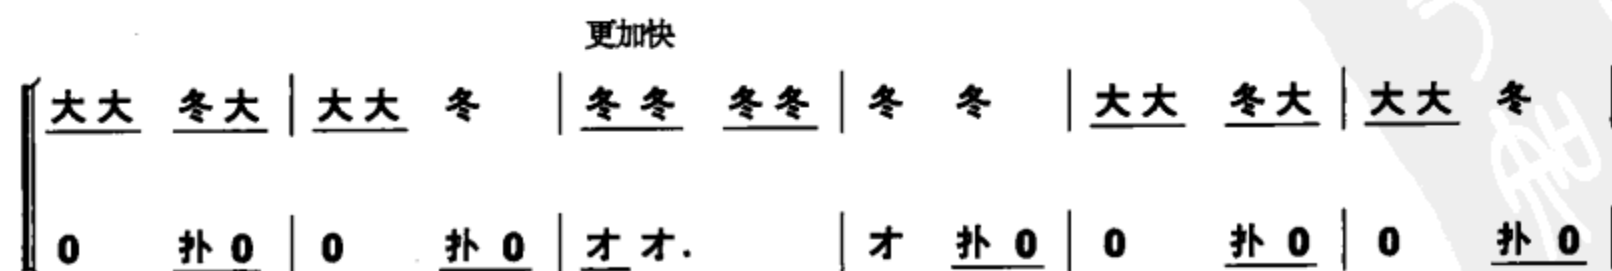 更加快
大大 冬大 | 大大 冬 | 冬冬 冬冬 | 冬 冬 | 大大 冬大 | 大大 冬
0 扑0 | 0 扑0 | 才才. | 才 扑0 | 0 扑0 | 0 扑0